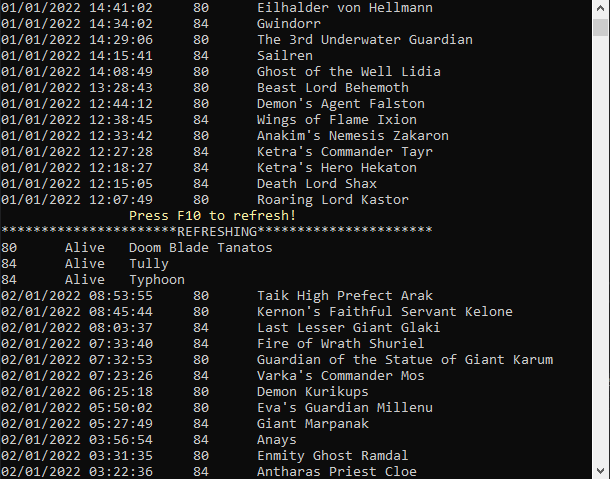 01/01/2022 14:41:02 80 Eilhalder von Hellmann
01/01/2022 14:34:02 84 Gwindorr
01/01/2022 14:29:06 80 The 3rd Underwater Guardian
01/01/2022 14:15:41 84 Sailren
01/01/2022 14:08:49 80 Ghost of the Well Lidia
01/01/2022 13:28:43 80 Beast Lord Behemoth
01/01/2022 12:44:12 80 Demon's Agent Falston
01/01/2022 12:38:45 84 Wings of Flame Ixion
01/01/2022 12:33:42 80 Anakim's Nemesis Zakaron
01/01/2022 12:27:28 84 Ketra's Commander Tayr
01/01/2022 12:18:27 84 Ketra's Hero Hekaton
01/01/2022 12:15:05 84 Death Lord Shax
01/01/2022 12:07:49 80 Roaring Lord Kastor
Press F10 to refresh!
**********************REFRESHING**********************
80 Alive Doom Blade Tanatos
84 Alive Tully
84 Alive Typhoon
02/01/2022 08:53:55 80 Taik High Prefect Arak
02/01/2022 08:45:44 80 Kernon's Faithful Servant Kelone
02/01/2022 08:03:37 84 Last Lesser Giant Glaki
02/01/2022 07:33:40 84 Fire of Wrath Shuriel
02/01/2022 07:32:53 80 Guardian of the Statue of Giant Karum
02/01/2022 07:23:26 84 Varka's Commander Mos
02/01/2022 06:25:18 80 Demon Kurikups
02/01/2022 05:50:02 80 Eva's Guardian Millenu
02/01/2022 05:27:49 84 Giant Marpanak
02/01/2022 03:56:54 84 Anays
02/01/2022 03:31:35 80 Enmity Ghost Ramdal
02/01/2022 03:22:36 84 Antharas Priest Cloe